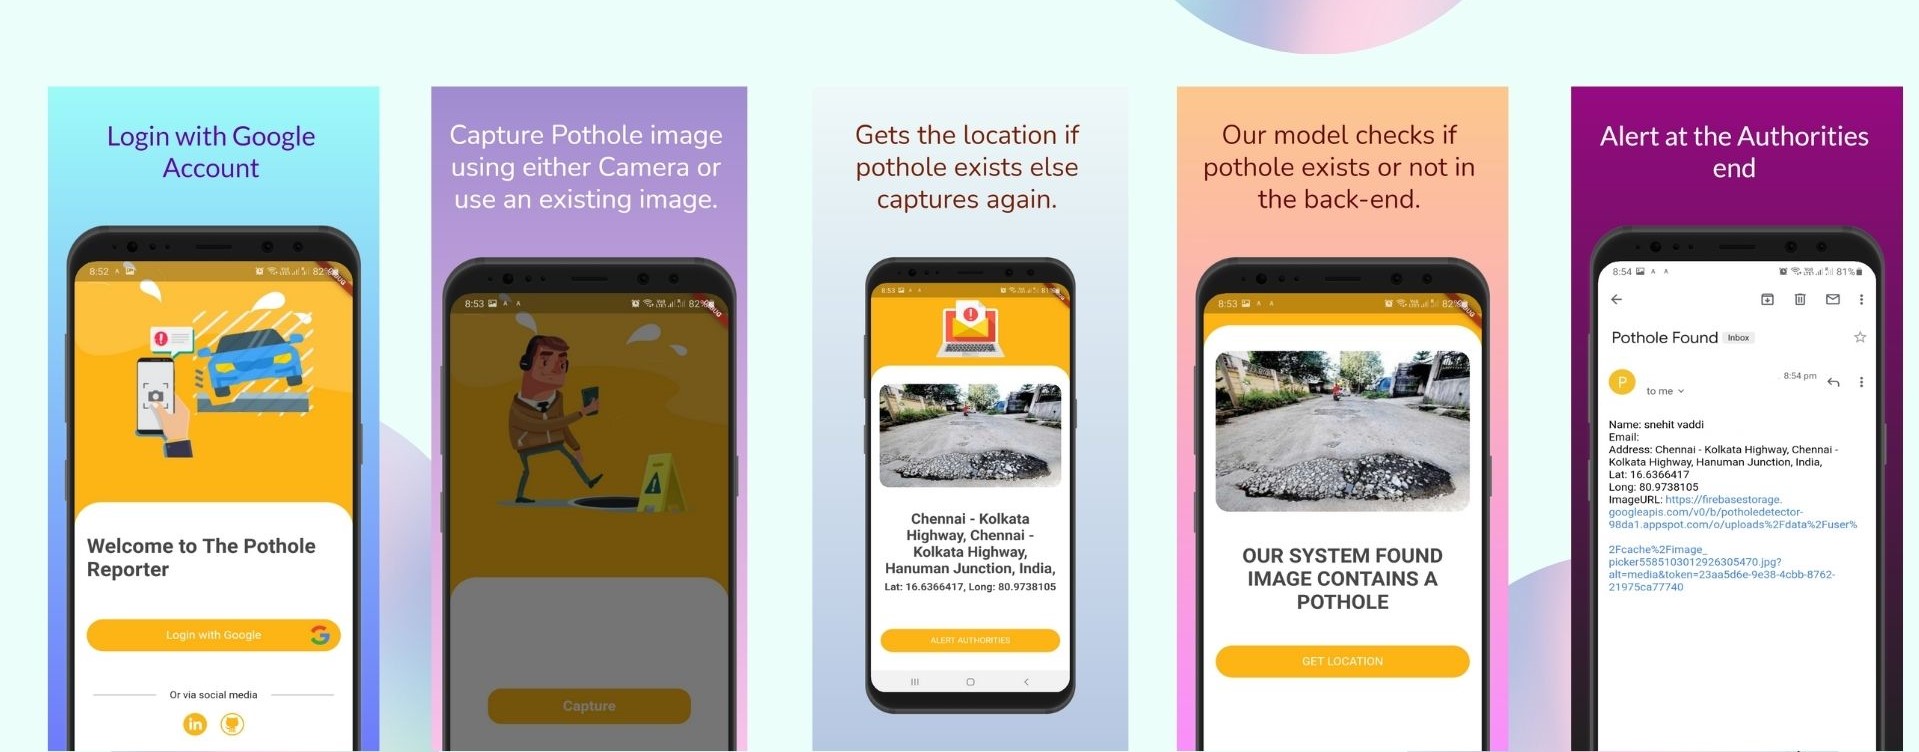 Login with Google
Account
8:52
82%
DEBUG
Welcome to The Pothole
Reporter
Login with Google
Or via social media
in
Capture Pothole image
using either Camera or
use an existing image.
8:53
82%
DEBUG
Capture
Gets the location if
pothole exists else
captures again.
8:53
81%
Chennai - Kolkata
Highway, Chennai -
Kolkata Highway,
Hanuman Junction, India,
Lat: 16.6366417, Long: 80.9738105
ALERT AUTHORITIES
Our model checks if
pothole exists or not in
the back-end.
8:53
82%
DEBUG
OUR SYSTEM FOUND
IMAGE CONTAINS A
POTHOLE
GET LOCATION
Alert at the Authorities
end
8:54
81%
Pothole Found Inbox
P
8:54 pm
to me
Name: snehit vaddi
Email:
Address: Chennai - Kolkata Highway, Chennai -
Kolkata Highway, Hanuman Junction, India,
Lat: 16.6366417
Long: 80.9738105
ImageURL: https://firebasestorage.
googleapis.com/v0/b/potholedetector-
98da1.appspot.com/o/uploads%2Fdata%2Fuser%
2Fcache%2Fimage_
picker5585103012926305470.jpg?
alt=media&token=23aa5d6e-9e38-4cbb-8762-
21975ca77740